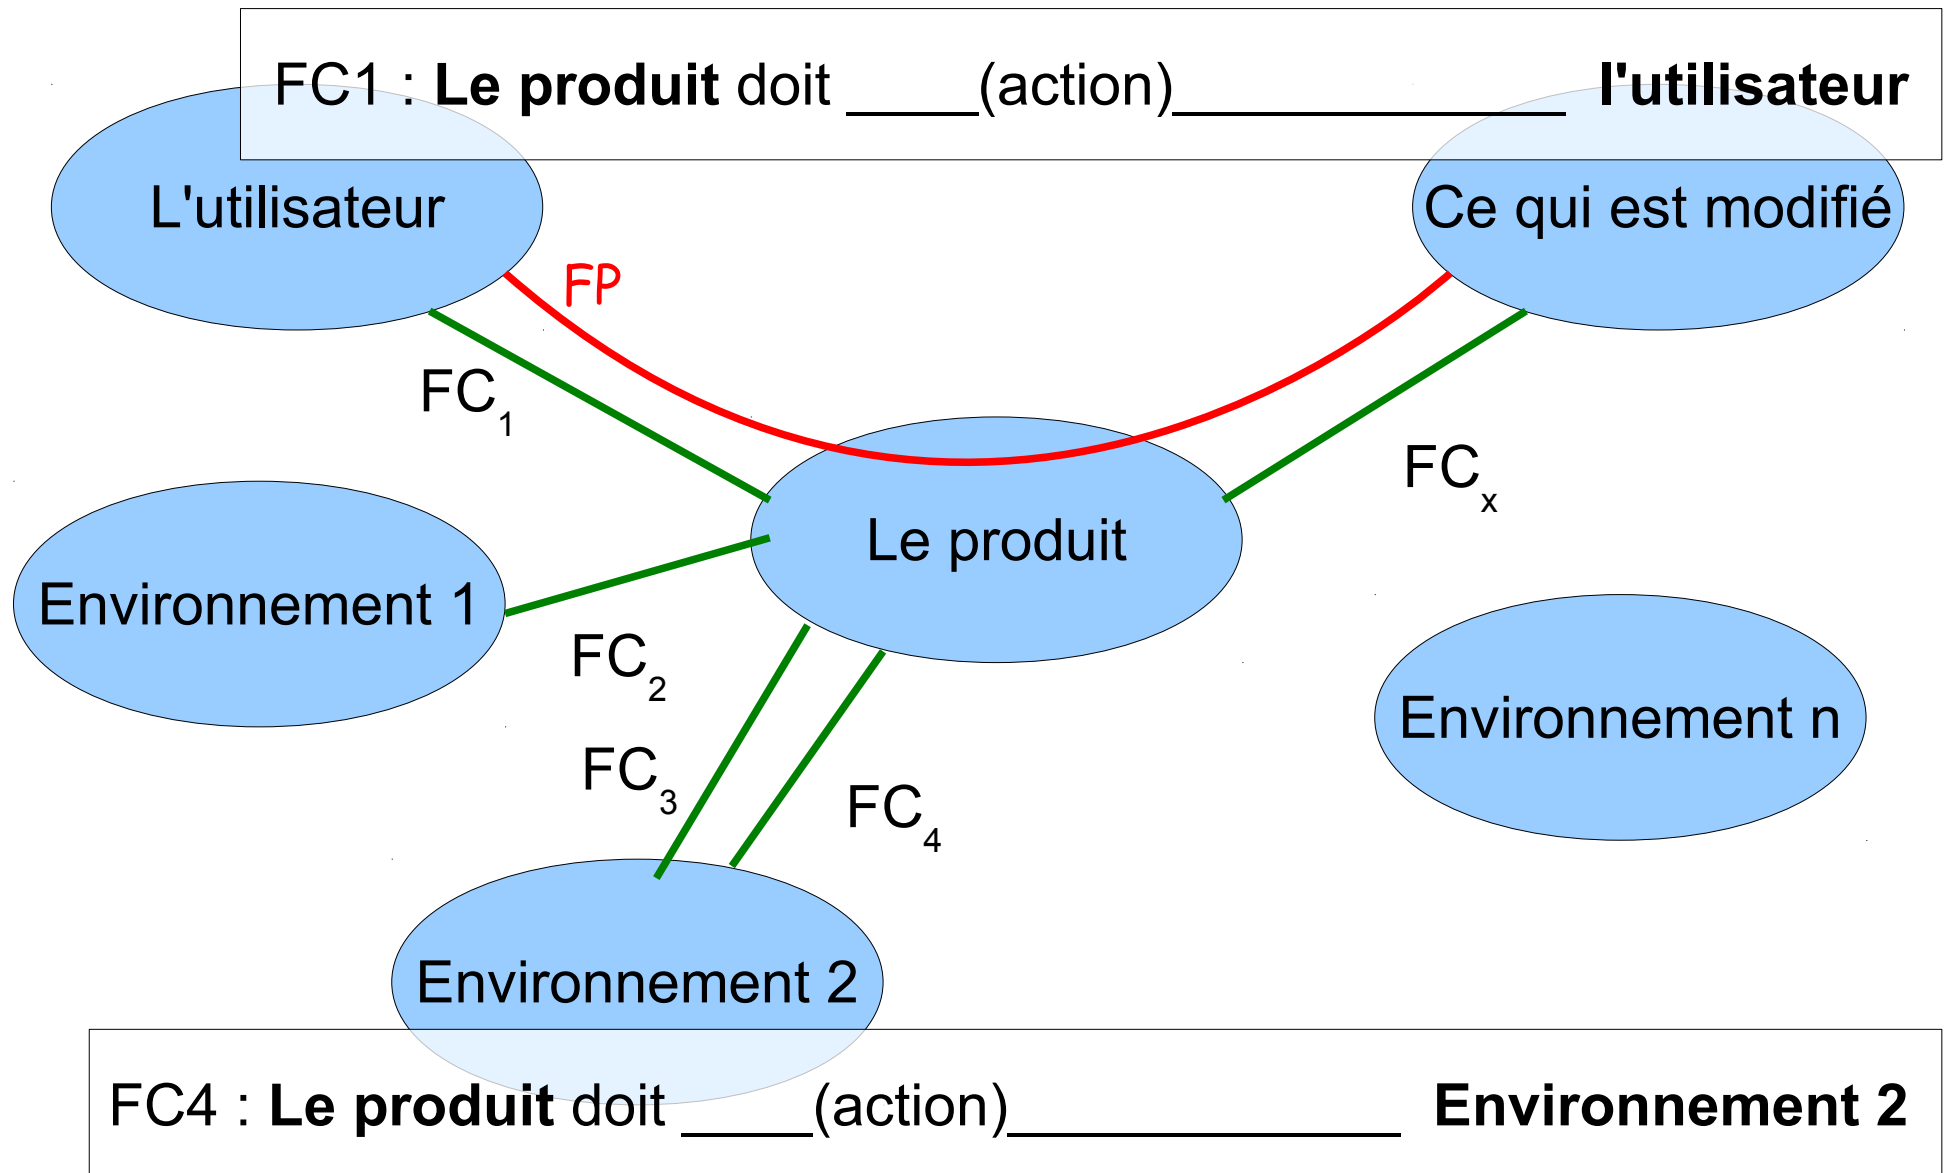 FC1 : Le produit doit ____(action)____________ l'utilisateur
L'utilisateur
Ce qui est modifié
FP
FC1
FCx
Le produit
Environnement 1
FC2
Environnement n
FC3
FC4
Environnement 2
FC4 : Le produit doit ____(action)____________ Environnement 2